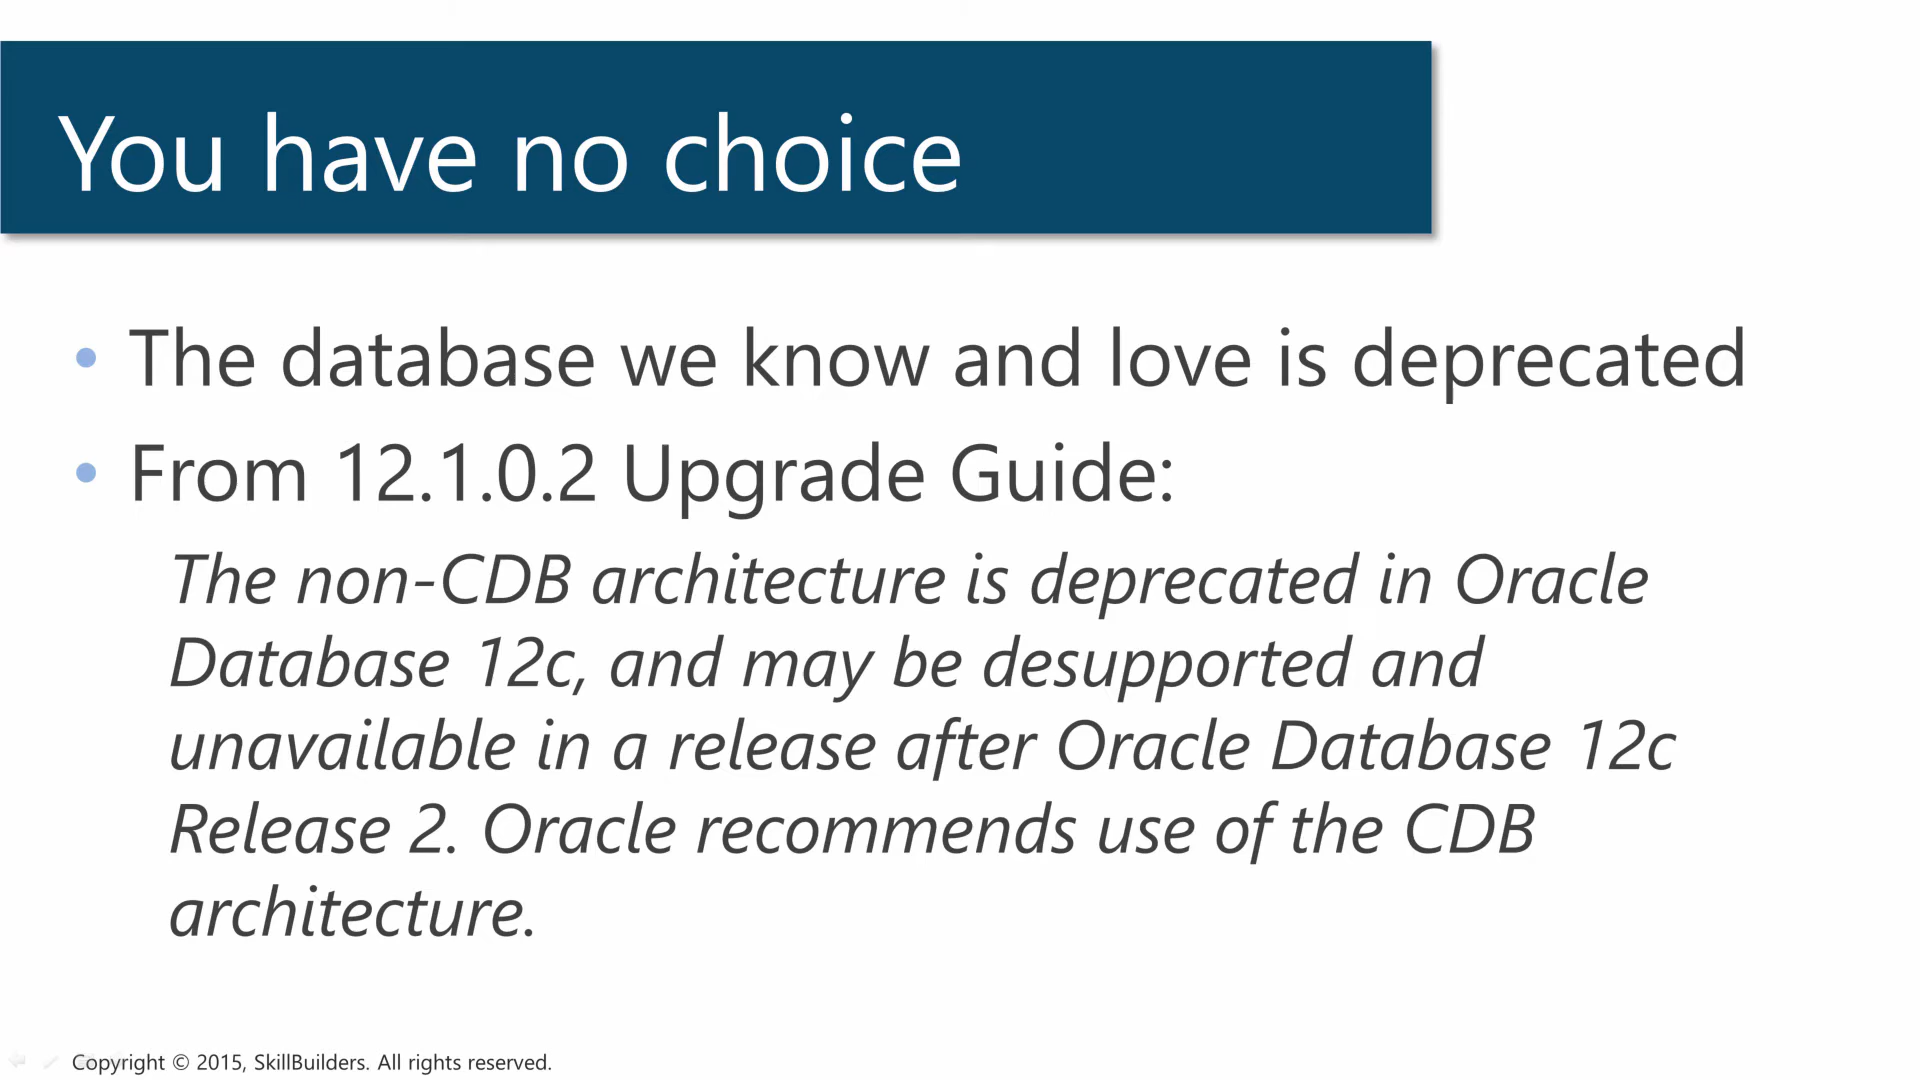 You have no choice
• The database we know and love is deprecated
• From 12.1.0.2 Upgrade Guide:
The non-CDB architecture is deprecated in Oracle
Database 12c, and may be desupported and
unavailable in a release after Oracle Database 12c
Release 2. Oracle recommends use of the CDB
architecture.
Copyright © 2015, SkillBuilders. All rights reserved.